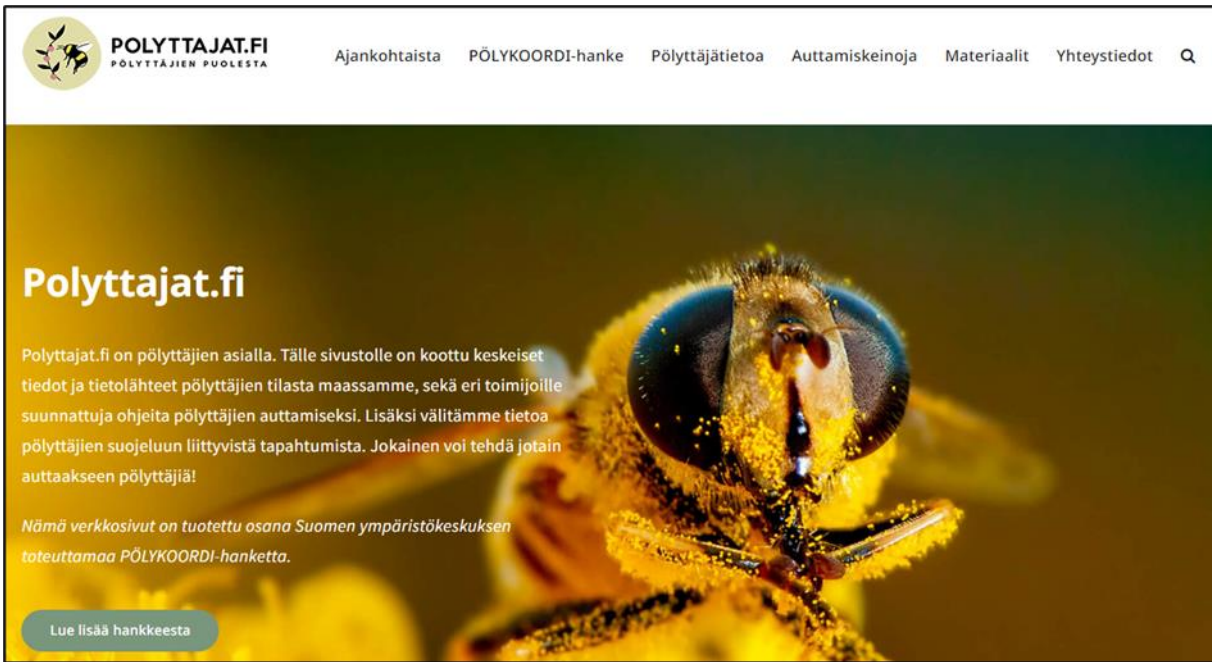 POLYTTAJAT.FI
PÖLYTTÄJIEN PUOLESTA
Ajankohtaista PÖLYKOORDI-hanke Pölyttäjätietoa Auttamiskeinoja Materiaalit Yhteystiedot
Polyttajat.fi
Polyttajat.fi on pölyttäjien asialla. Tälle sivustolle on koottu keskeiset
tiedot ja tietolähteet pölyttäjien tilasta maassamme, sekä eri toimijoille
suunnattuja ohjeita pölyttäjien auttamiseksi. Lisäksi välitämme tietoa
pölyttäjien suojeluun liittyvistä tapahtumista. Jokainen voi tehdä jotain
auttaakseen pölyttäjiä!
Nämä verkkosivut on tuotettu osana Suomen ympäristökeskuksen
toteuttamaa PÖLYKOORDI-hanketta.
Lue lisää hankkeesta